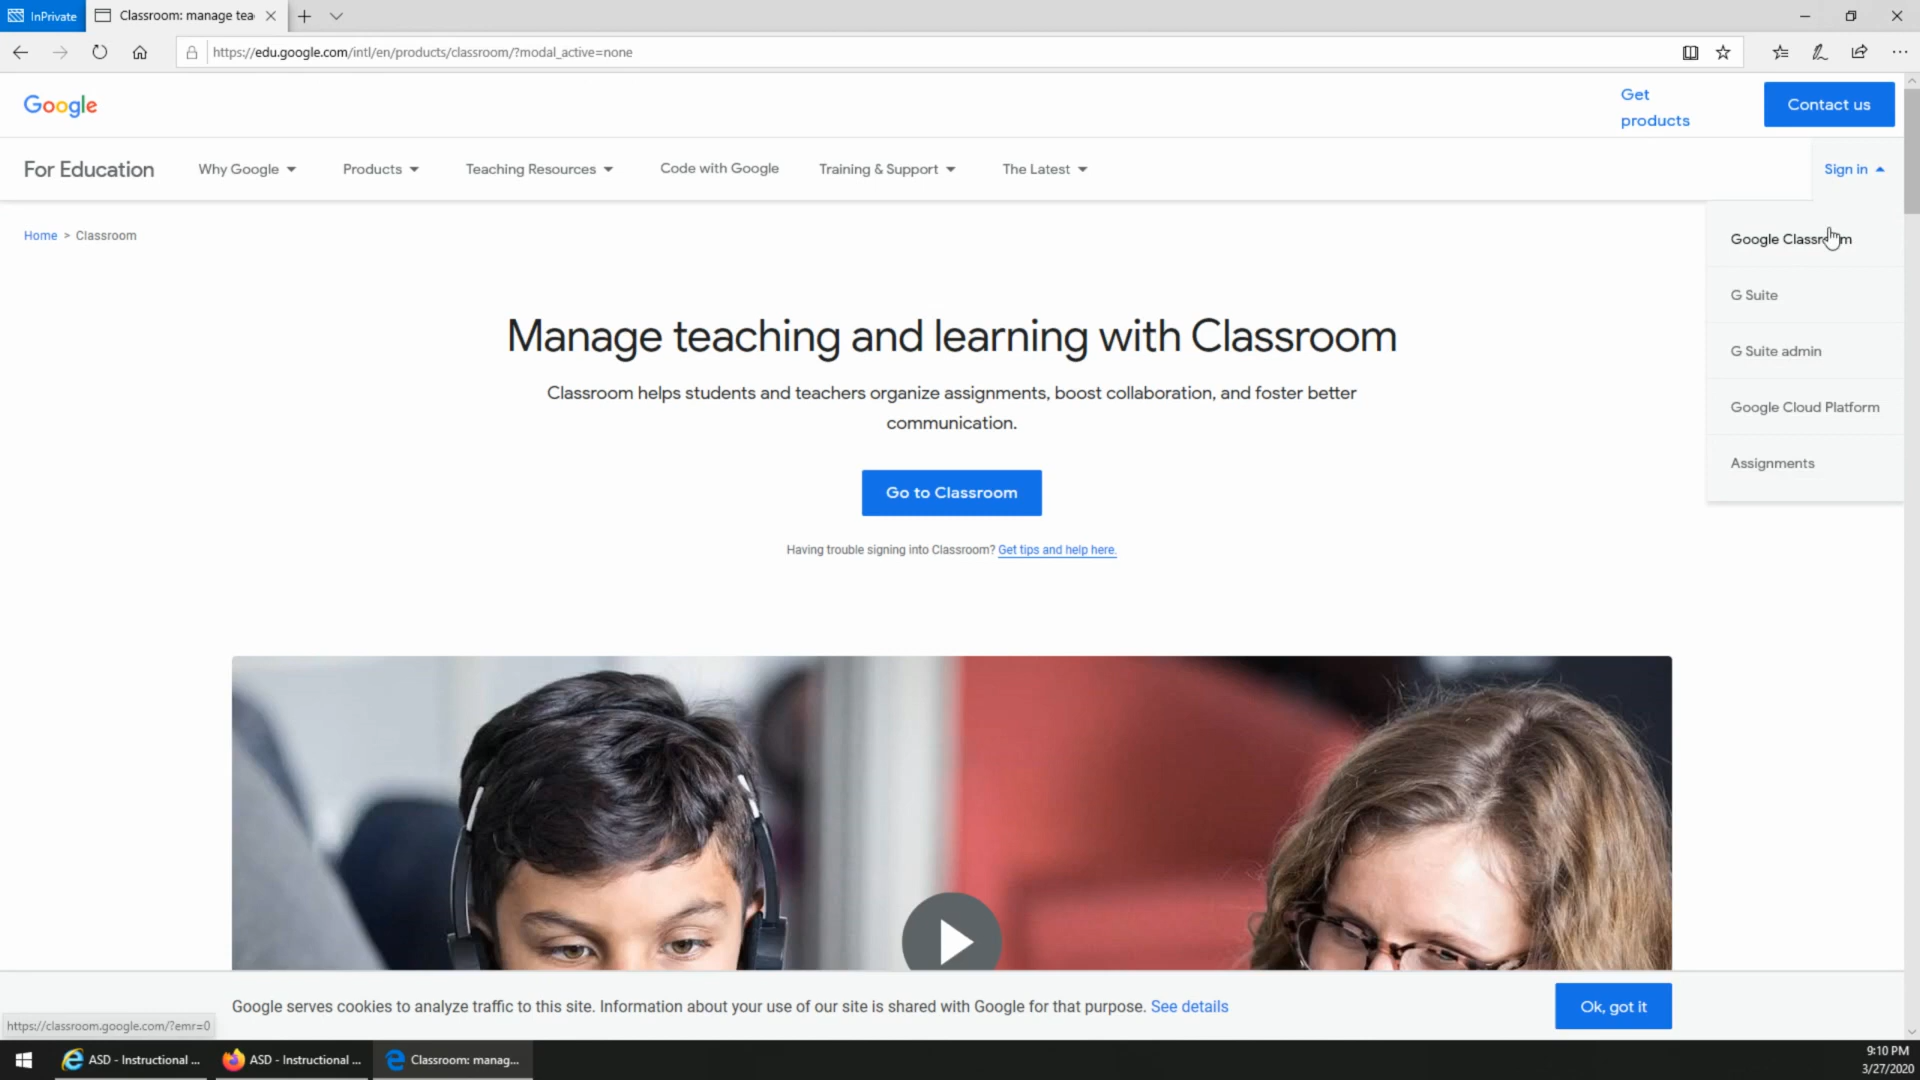 InPrivate
Classroom: manage tea
https://edu.google.com/intl/en/products/classroom/?modal_active=none
Google
Get products
Contact us
For Education
Why Google
Products
Teaching Resources
Code with Google
Training & Support
The Latest
Sign in
Home > Classroom
Google Classroom
G Suite
G Suite admin
Google Cloud Platform
Assignments
Manage teaching and learning with Classroom
Classroom helps students and teachers organize assignments, boost collaboration, and foster better
communication.
Go to Classroom
Having trouble signing into Classroom? Get tips and help here.
Google serves cookies to analyze traffic to this site. Information about your use of our site is shared with Google for that purpose. See details
Ok, got it
https://classroom.google.com/?emr=0
ASD - Instructional ...
ASD - Instructional ...
Classroom: manag...
9:10 PM
3/27/2020